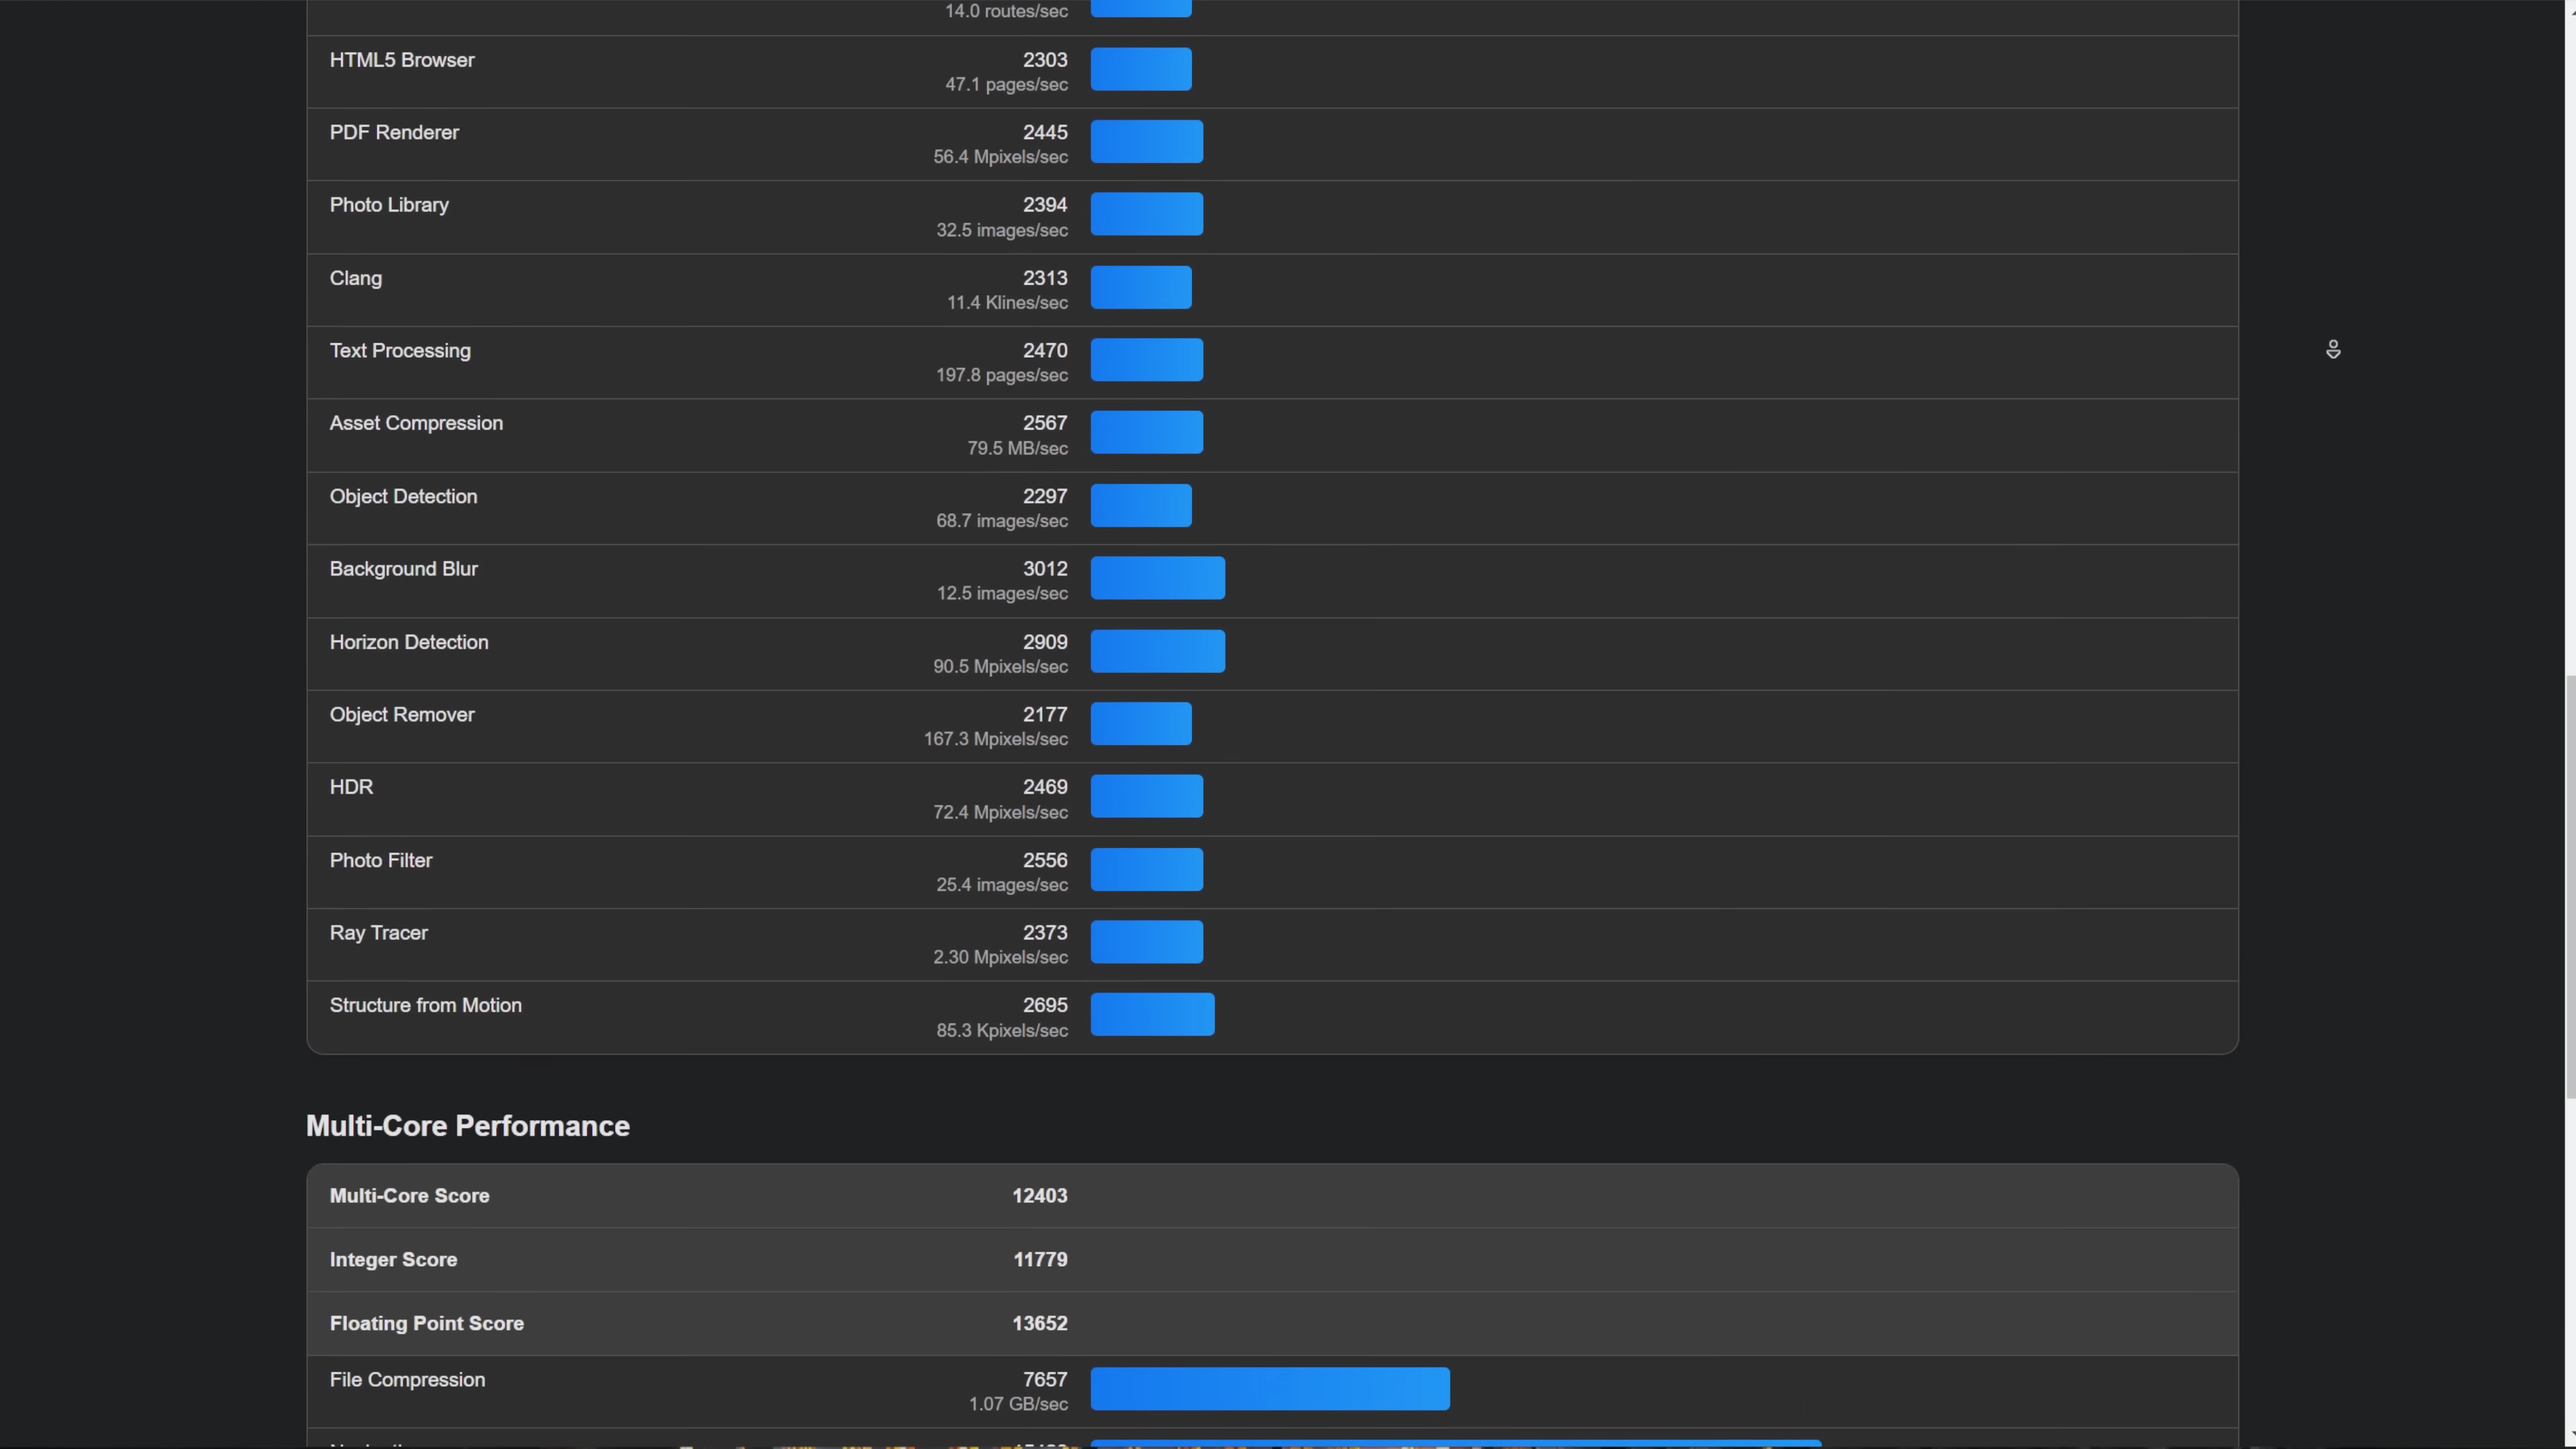 14.0 routes/sec
HTML5 Browser
2303
47.1 pages/sec
PDF Renderer
2445
56.4 Mpixels/sec
Photo Library
2394
32.5 images/sec
Clang
2313
11.4 Klines/sec
Text Processing
2470
197.8 pages/sec
Asset Compression
2567
79.5 MB/sec
Object Detection
2297
68.7 images/sec
Background Blur
3012
12.5 images/sec
Horizon Detection
2909
90.5 Mpixels/sec
Object Remover
2177
167.3 Mpixels/sec
HDR
2469
72.4 Mpixels/sec
Photo Filter
2556
25.4 images/sec
Ray Tracer
2373
2.30 Mpixels/sec
Structure from Motion
2695
85.3 Kpixels/sec
Multi-Core Performance
Multi-Core Score
12403
Integer Score
11779
Floating Point Score
13652
File Compression
7657
1.07 GB/sec